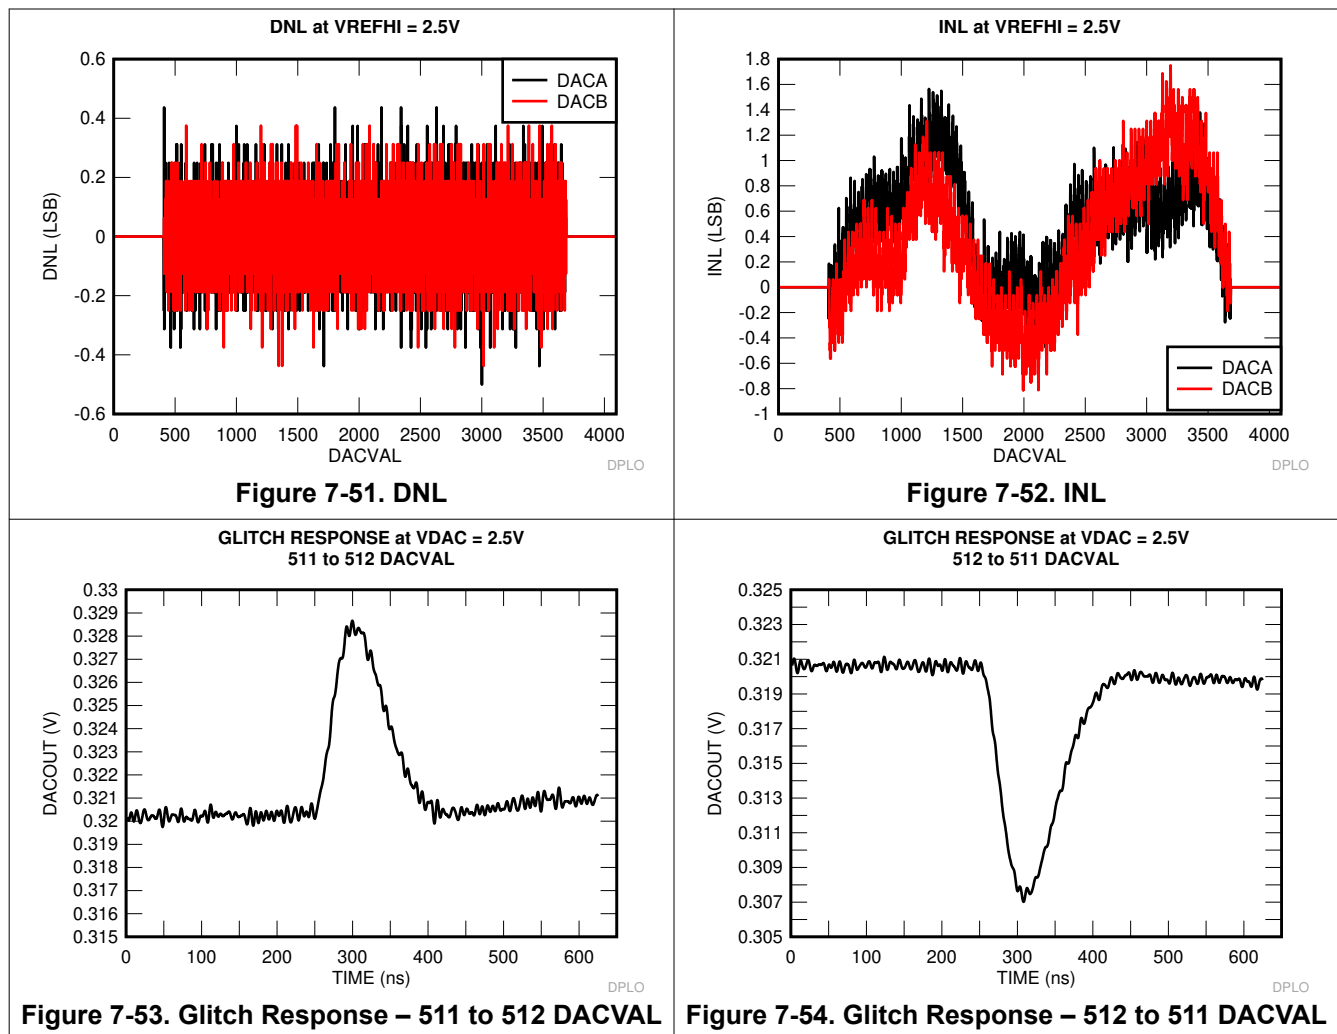 DNL at VREFHI = 2.5V
0.6
0.4
0.2
0
-0.2
-0.4
-0.6
DNL (LSB)
DACA
DACB
0 500 1000 1500 2000 2500 3000 3500 4000
DACVAL
DPLO
Figure 7-51. DNL
INL at VREFHI = 2.5V
1.8
1.6
1.4
1.2
1
0.8
0.6
0.4
0.2
0
-0.2
-0.4
-0.6
-0.8
-1
INL (LSB)
DACA
DACB
0 500 1000 1500 2000 2500 3000 3500 4000
DACVAL
DPLO
Figure 7-52. INL
GLITCH RESPONSE at VDAC = 2.5V
511 to 512 DACVAL
0.33
0.329
0.328
0.327
0.326
0.325
0.324
0.323
0.322
0.321
0.32
0.319
0.318
0.317
0.316
0.315
DACOUT (V)
0 100 200 300 400 500 600
TIME (ns)
DPLO
Figure 7-53. Glitch Response – 511 to 512 DACVAL
GLITCH RESPONSE at VDAC = 2.5V
512 to 511 DACVAL
0.325
0.323
0.321
0.319
0.317
0.315
0.313
0.311
0.309
0.307
0.305
DACOUT (V)
0 100 200 300 400 500 600
TIME (ns)
DPLO
Figure 7-54. Glitch Response – 512 to 511 DACVAL